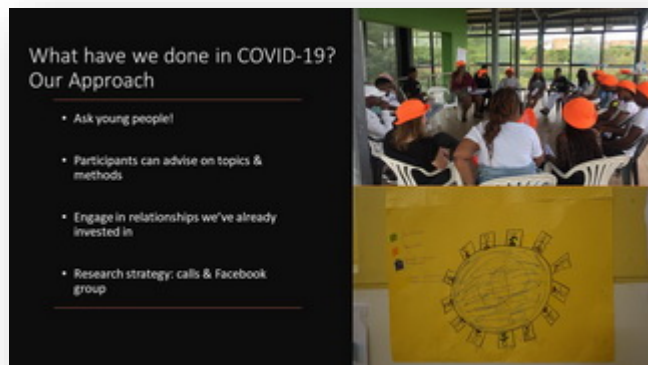 What have we done in COVID-19?
Our Approach
• Ask young people!
• Participants can advise on topics &
methods
• Engage in relationships we've already
invested in
• Research strategy: calls & Facebook
group